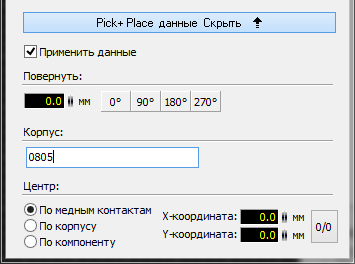 Pick+ Place данные Скрыть
Применить данные
Повернуть:
0.0 мм 0° 90° 180° 270°
Корпус:
0805
Центр:
По медным контактам X-координата: 0.0 мм 0/0
По корпусу Y-координата: 0.0 мм
По компоненту